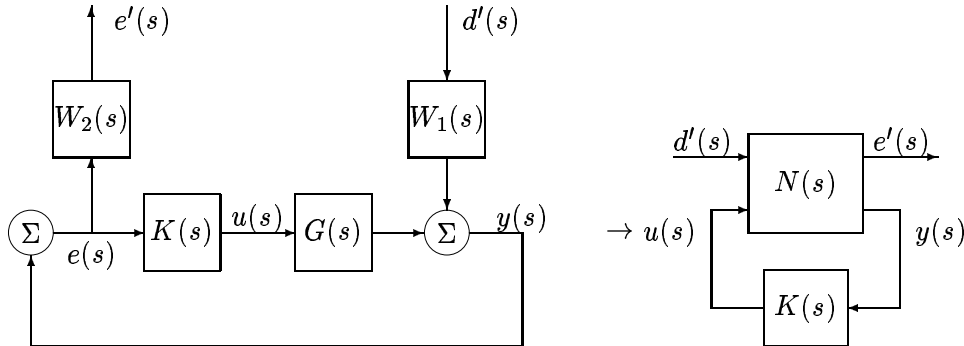 e′(s)
d′(s)
W₂(s)
W₁(s)
Σ
e(s)
K(s)
u(s)
G(s)
Σ
y(s)
→
d′(s)
e′(s)
N(s)
u(s)
y(s)
K(s)